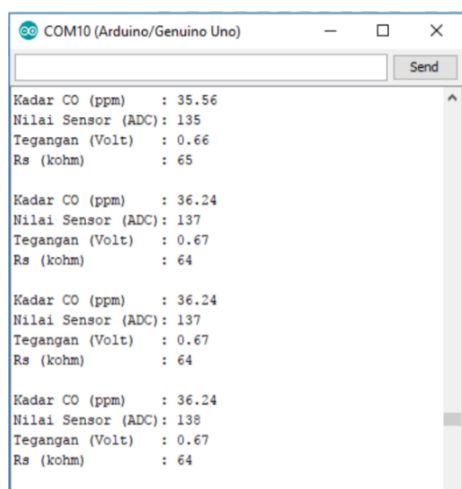 COM10 (Arduino/Genuino Uno)
Send
Kadar CO (ppm) : 35.56
Nilai Sensor (ADC): 135
Tegangan (Volt) : 0.66
Rs (kohm) : 65
Kadar CO (ppm) : 36.24
Nilai Sensor (ADC): 137
Tegangan (Volt) : 0.67
Rs (kohm) : 64
Kadar CO (ppm) : 36.24
Nilai Sensor (ADC): 137
Tegangan (Volt) : 0.67
Rs (kohm) : 64
Kadar CO (ppm) : 36.24
Nilai Sensor (ADC): 138
Tegangan (Volt) : 0.67
Rs (kohm) : 64